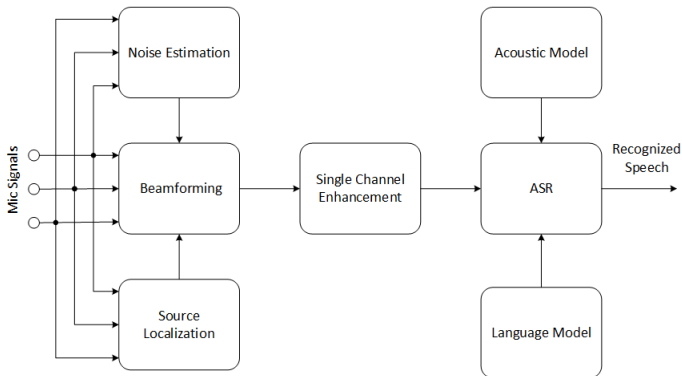 Noise Estimation
Acoustic Model
Mic Signals
Beamforming
Single Channel
Enhancement
ASR
Recognized
Speech
Source
Localization
Language Model